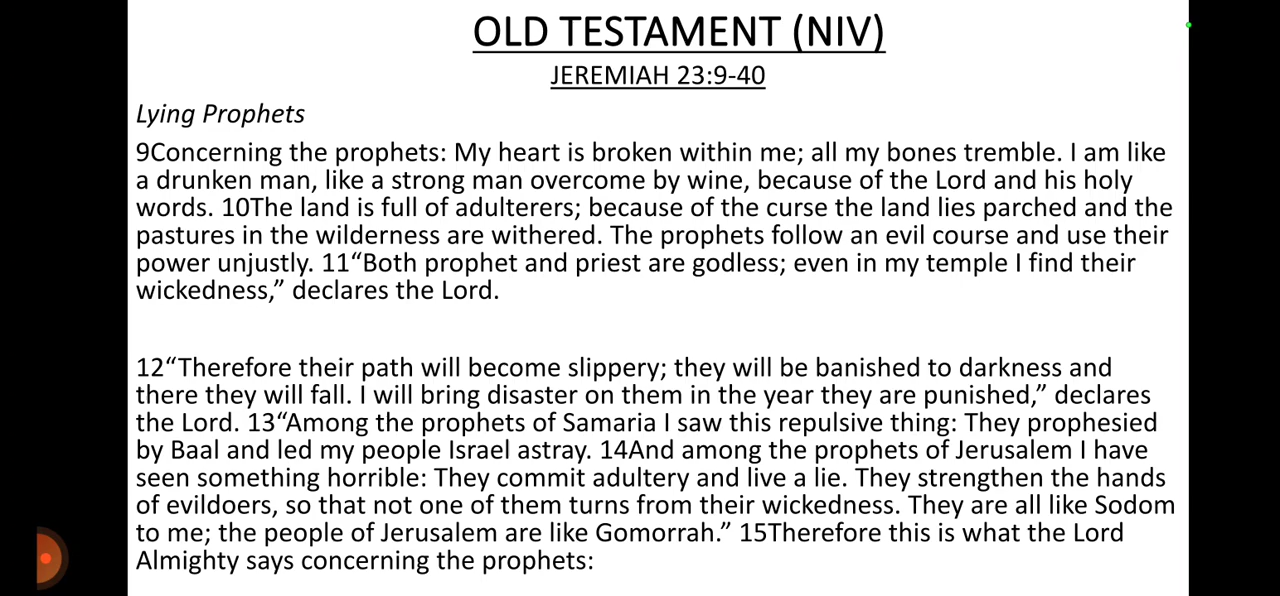 OLD TESTAMENT (NIV)
JEREMIAH 23:9-40
Lying Prophets
9Concerning the prophets: My heart is broken within me; all my bones tremble. I am like
a drunken man, like a strong man overcome by wine, because of the Lord and his holy
words. 10The land is full of adulterers; because of the curse the land lies parched and the
pastures in the wilderness are withered. The prophets follow an evil course and use their
power unjustly. 11“Both prophet and priest are godless; even in my temple I find their
wickedness,” declares the Lord.
12“Therefore their path will become slippery; they will be banished to darkness and
there they will fall. I will bring disaster on them in the year they are punished,” declares
the Lord. 13“Among the prophets of Samaria I saw this repulsive thing: They prophesied
by Baal and led my people Israel astray. 14And among the prophets of Jerusalem I have
seen something horrible: They commit adultery and live a lie. They strengthen the hands
of evildoers, so that not one of them turns from their wickedness. They are all like Sodom
to me; the people of Jerusalem are like Gomorrah.” 15Therefore this is what the Lord
Almighty says concerning the prophets: